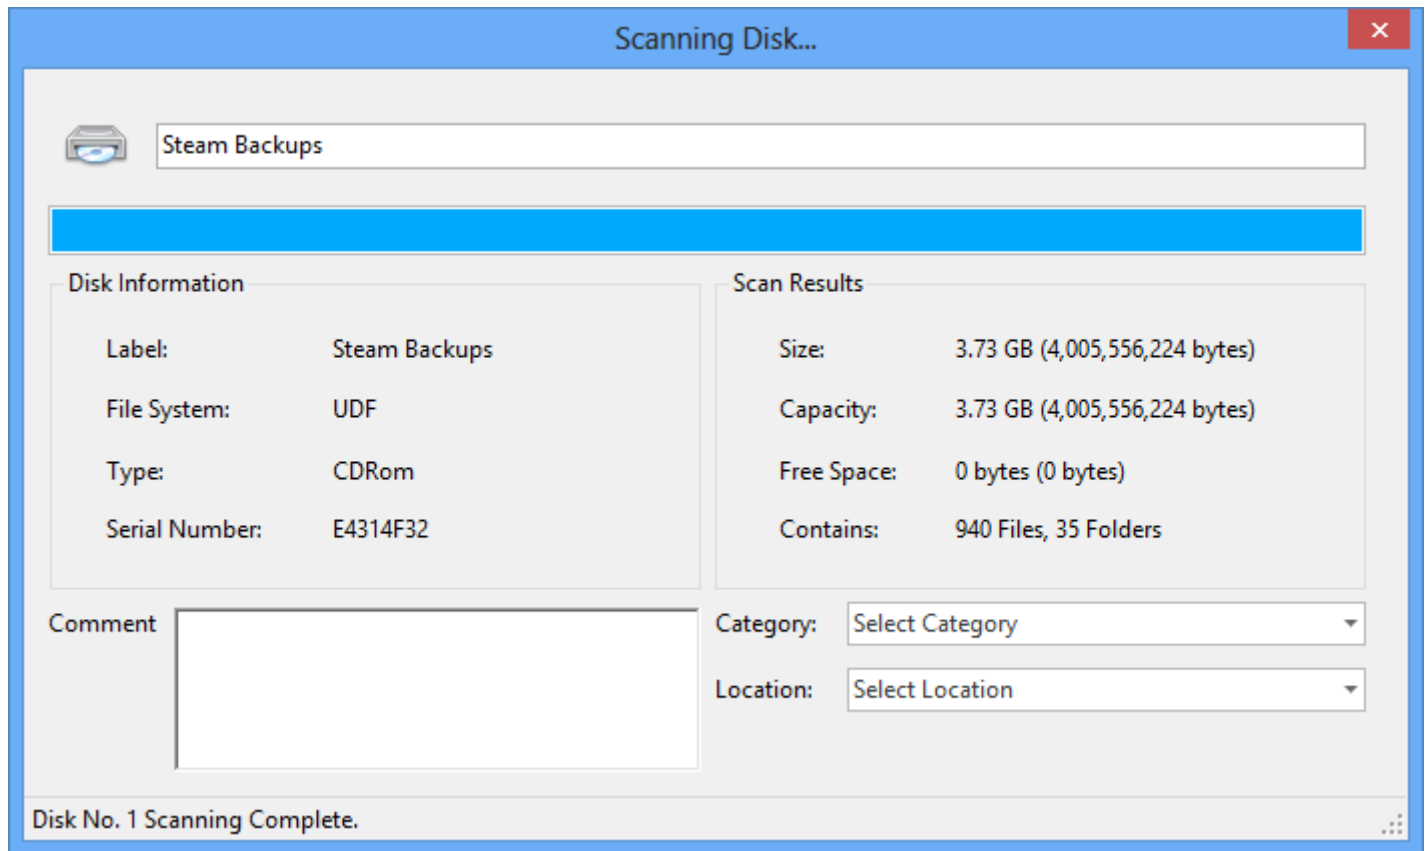 Scanning Disk...
Steam Backups
Disk Information
Label: Steam Backups
File System: UDF
Type: CDRom
Serial Number: E4314F32
Scan Results
Size: 3.73 GB (4,005,556,224 bytes)
Capacity: 3.73 GB (4,005,556,224 bytes)
Free Space: 0 bytes (0 bytes)
Contains: 940 Files, 35 Folders
Comment
Category: Select Category
Location: Select Location
Disk No. 1 Scanning Complete.